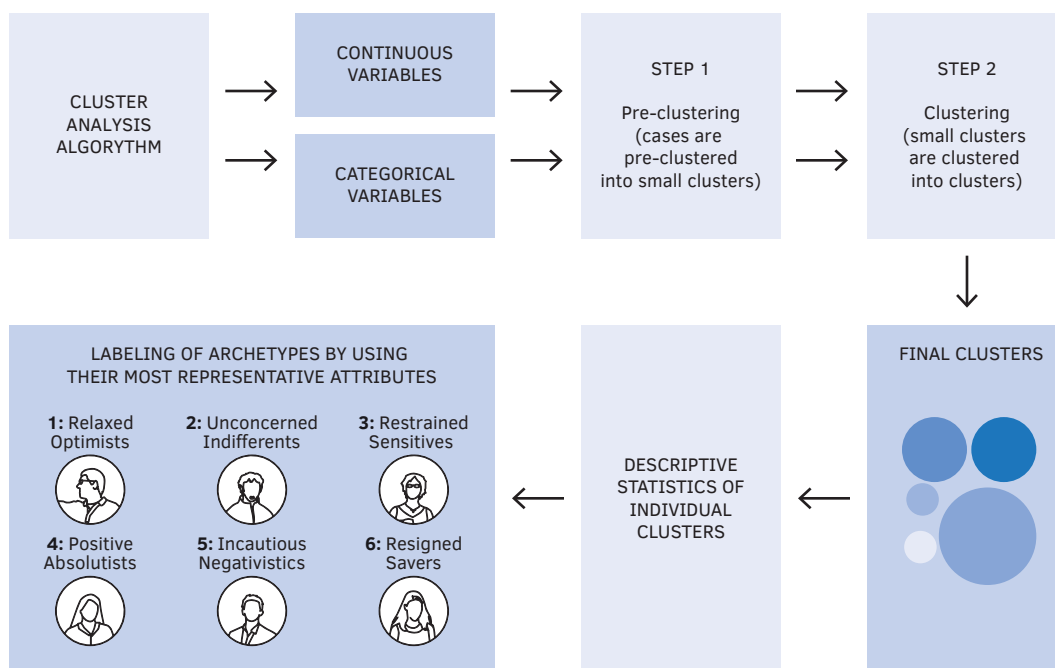 CLUSTER
ANALYSIS
ALGORYTHM
CONTINUOUS
VARIABLES
CATEGORICAL
VARIABLES
STEP 1
Pre-clustering
(cases are
pre-clustered
into small clusters)
STEP 2
Clustering
(small clusters
are clustered
into clusters)
FINAL CLUSTERS
DESCRIPTIVE
STATISTICS OF
INDIVIDUAL
CLUSTERS
LABELING OF ARCHETYPES BY USING
THEIR MOST REPRESENTATIVE ATTRIBUTES
1: Relaxed
Optimists
2: Unconcerned
Indifferents
3: Restrained
Sensitives
4: Positive
Absolutists
5: Incautious
Negativistics
6: Resigned
Savers